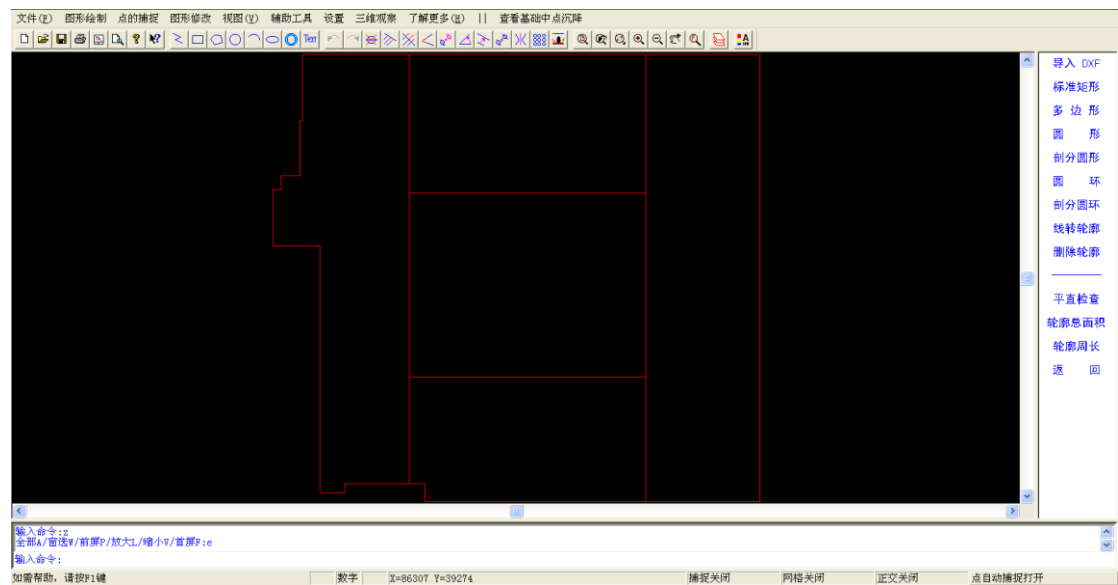 文件(F) 图形绘制 点的捕捉 图形修改 视图(V) 辅助工具 设置 三维观察 了解更多(H) || 查看基础中点沉降
Text A
导入 DXF
标准矩形
多边形
圆形
剖分圆形
圆环
剖分圆环
线转轮廓
删除轮廓
平直检查
轮廓总面积
轮廓周长
返回
输入命令:z
全部A/窗选W/前屏P/放大L/缩小V/首屏F:e
输入命令:
如需帮助, 请按F1键 数字 X=86307 Y=39274 捕捉关闭 网格关闭 正交关闭 点自动捕捉打开